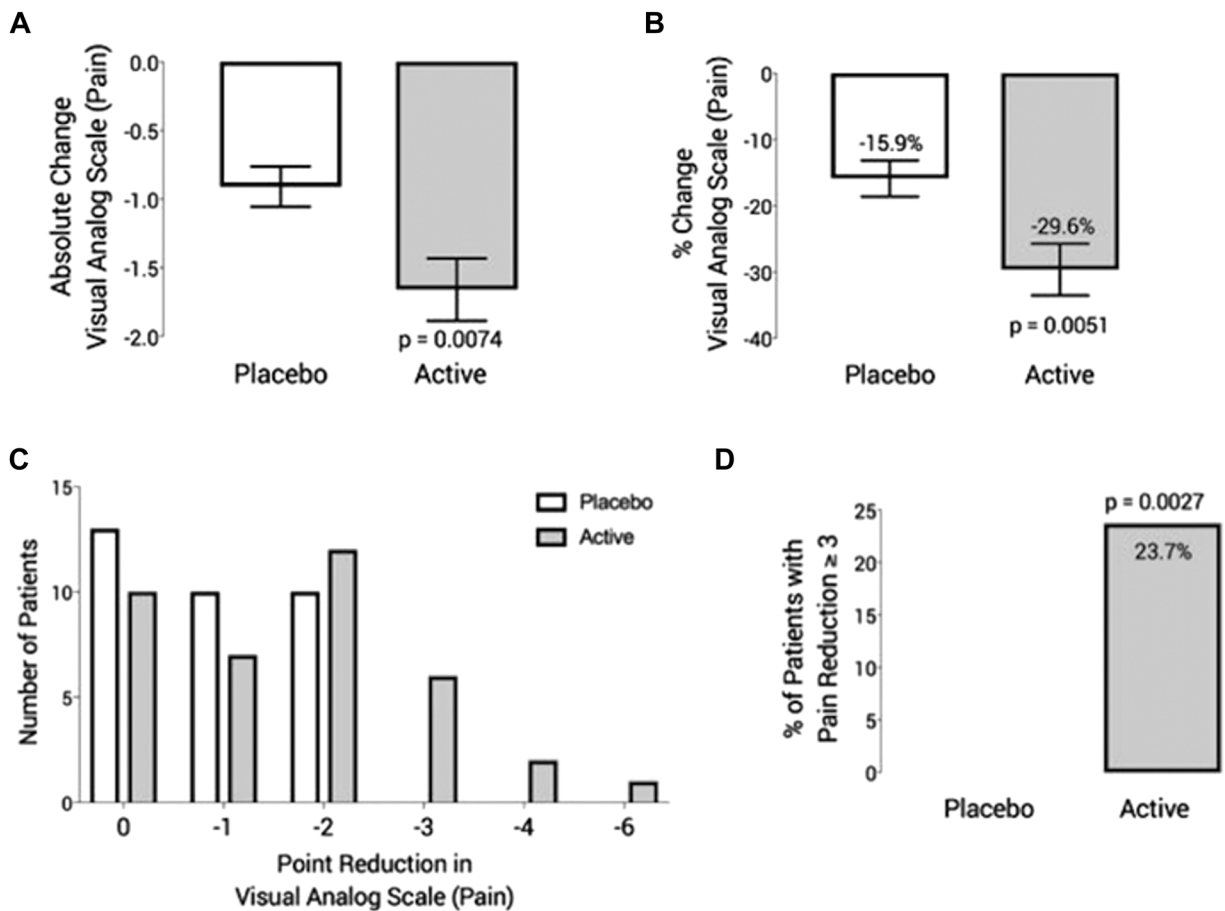 A
Absolute Change
Visual Analog Scale (Pain)
0.0
-0.5
-1.0
-1.5
-2.0
p = 0.0074
Placebo
Active
B
% Change
Visual Analog Scale (Pain)
0
-10
-20
-30
-40
-15.9%
-29.6%
p = 0.0051
Placebo
Active
C
Number of Patients
15
10
5
0
Placebo
Active
0 -1 -2 -3 -4 -6
Point Reduction in
Visual Analog Scale (Pain)
D
% of Patients with
Pain Reduction ≥ 3
25
20
15
10
5
0
p = 0.0027
23.7%
Placebo
Active